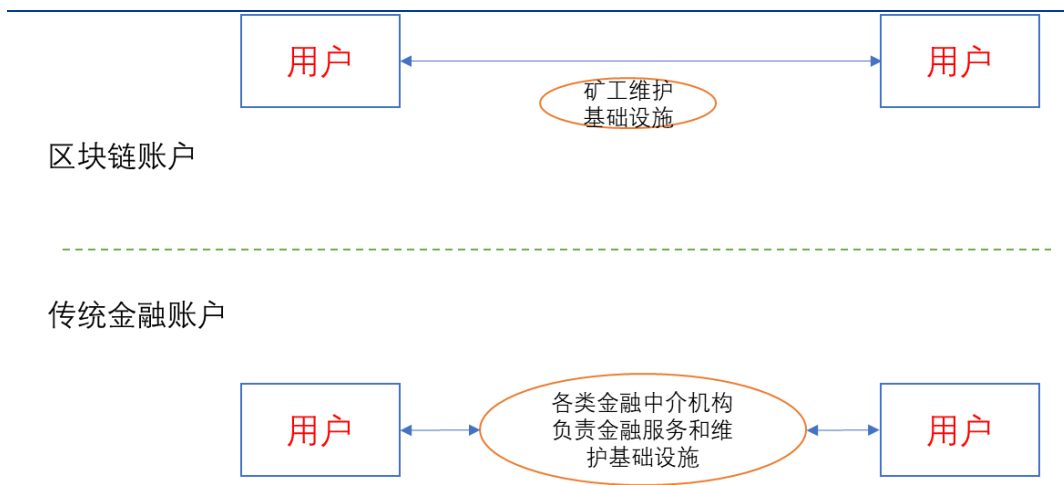 用户
用户
矿工维护
基础设施
区块链账户
传统金融账户
各类金融中介机构
用户
负责金融服务和维
用户
护基础设施